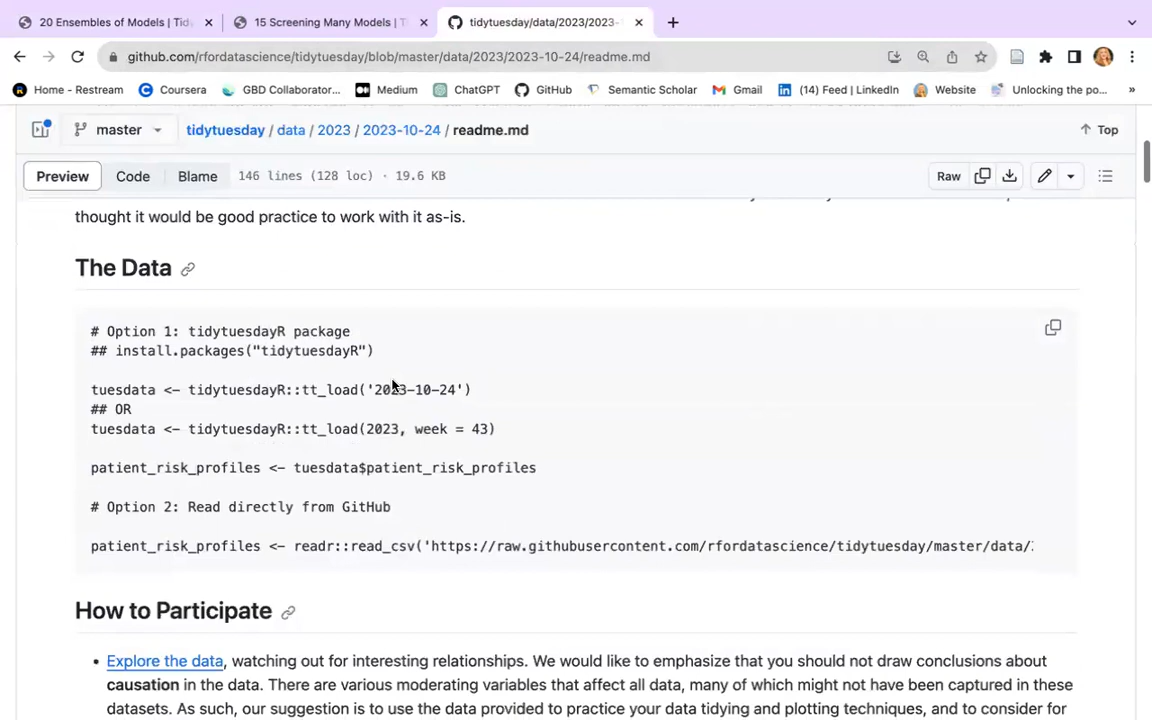 20 Ensembles of Models | Tid
15 Screening Many Models | T
tidytuesday/data/2023/2023-
github.com/rfordatascience/tidytuesday/blob/master/data/2023/2023-10-24/readme.md
Home - Restream
Coursera
GBD Collaborator...
Medium
ChatGPT
GitHub
Semantic Scholar
Gmail
(14) Feed | LinkedIn
Website
Unlocking the po...
»
master
tidytuesday / data / 2023 / 2023-10-24 / readme.md
Top
Preview
Code
Blame
146 lines (128 loc) · 19.6 KB
Raw
thought it would be good practice to work with it as-is.
The Data
# Option 1: tidytuesdayR package
## install.packages("tidytuesdayR")
tuesdata <- tidytuesdayR::tt_load('2023-10-24')
## OR
tuesdata <- tidytuesdayR::tt_load(2023, week = 43)
patient_risk_profiles <- tuesdata$patient_risk_profiles
# Option 2: Read directly from GitHub
patient_risk_profiles <- readr::read_csv('https://raw.githubusercontent.com/rfordatascience/tidytuesday/master/data/
How to Participate
• Explore the data, watching out for interesting relationships. We would like to emphasize that you should not draw conclusions about
causation in the data. There are various moderating variables that affect all data, many of which might not have been captured in these
datasets. As such, our suggestion is to use the data provided to practice your data tidying and plotting techniques, and to consider for